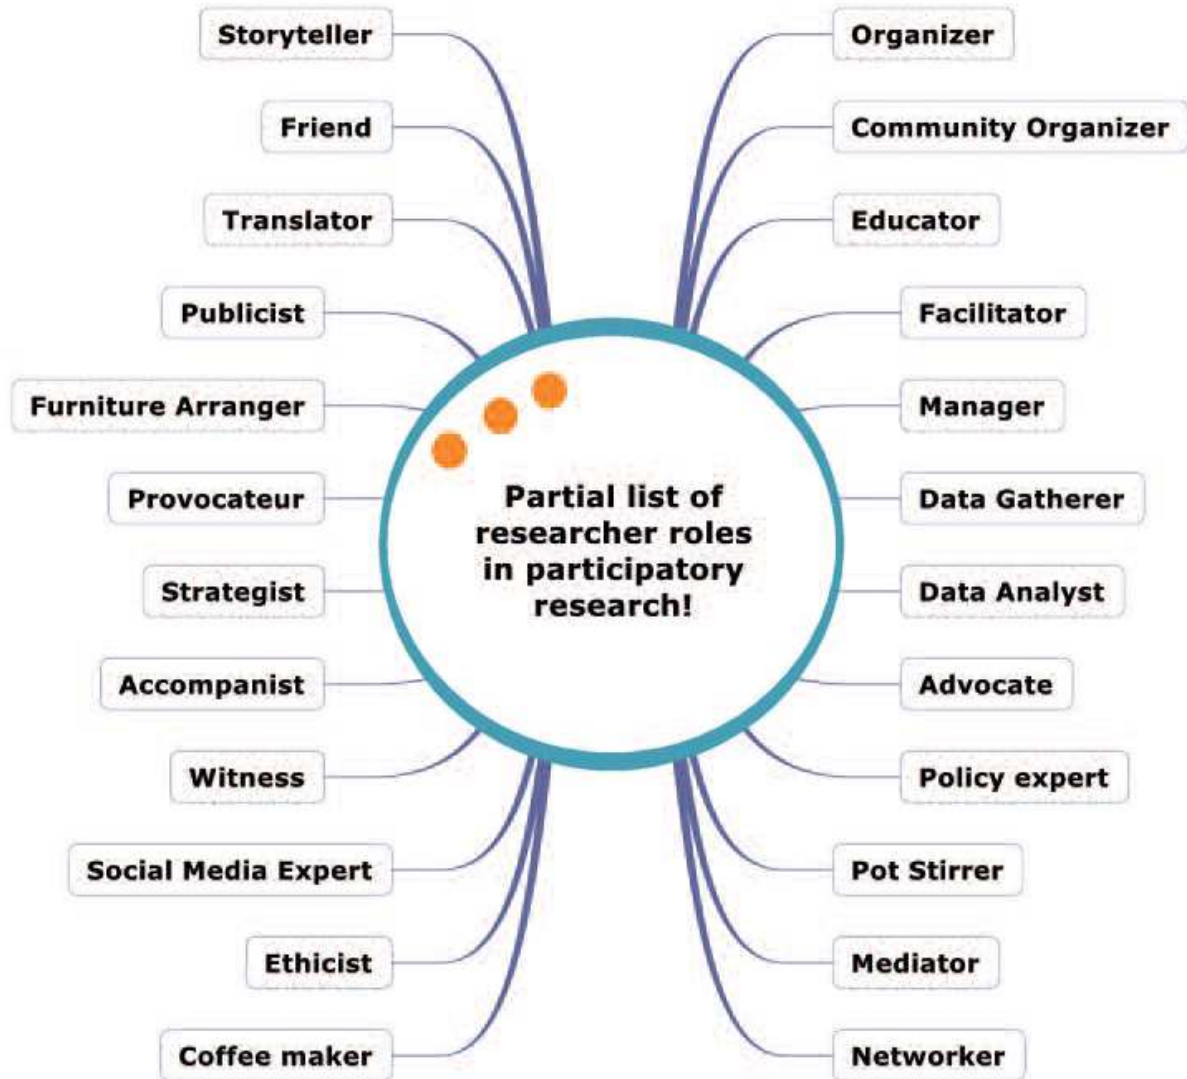 Storyteller
Organizer
Friend
Community Organizer
Translator
Educator
Publicist
Facilitator
Furniture Arranger
Manager
Provocateur
Data Gatherer
Partial list of
researcher roles
in participatory
research!
Strategist
Data Analyst
Accompanist
Advocate
Witness
Policy expert
Social Media Expert
Pot Stirrer
Ethicist
Mediator
Coffee maker
Networker